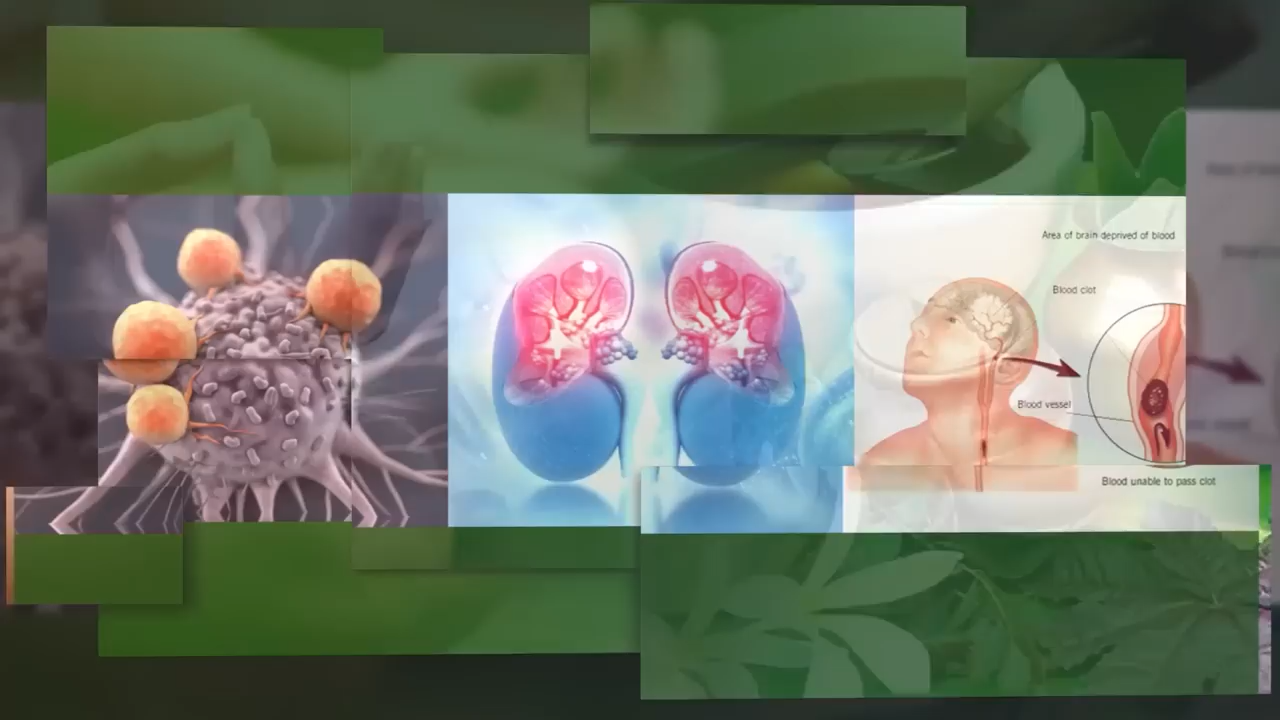 Area of brain deprived of blood
Blood clot
Blood vessel
Blood unable to pass clot